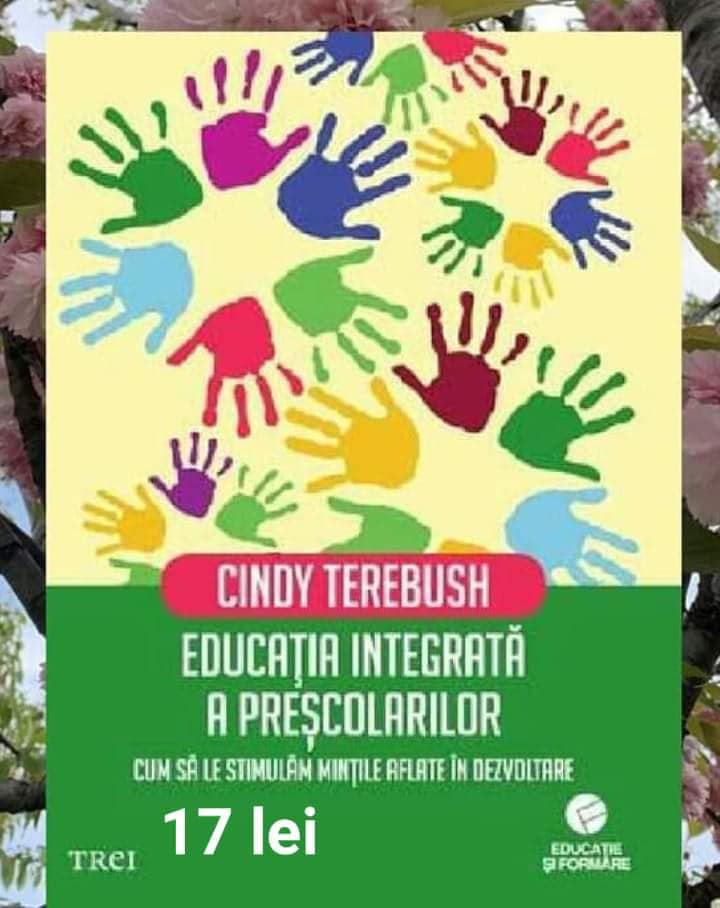 CINDY TEREBUSH
EDUCAȚIA INTEGRATĂ
A PREȘCOLARILOR
CUM SĂ LE STIMULĂM MINȚILE AFLATE ÎN DEZVOLTARE
17 lei
TREI
EDUCAȚIE
ȘI FORMARE